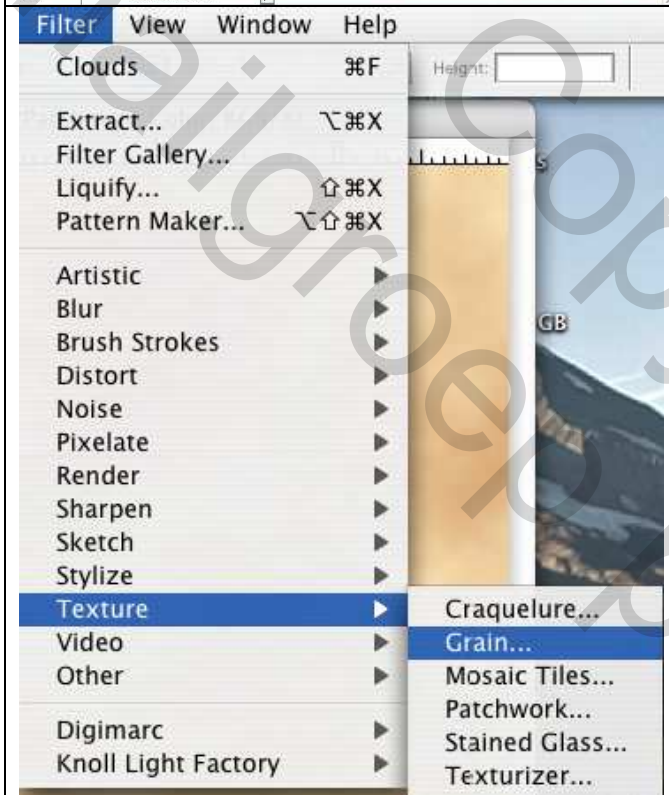 Filter View Window Help
Clouds ⌘F
Height:
Extract... ⌥⌘X
Filter Gallery...
Liquify... ⇧⌘X
Pattern Maker... ⌥⇧⌘X
Artistic
Blur
Brush Strokes
Distort
Noise
Pixelate
Render
Sharpen
Sketch
Stylize
Texture
Video
Other
Digimarc
Knoll Light Factory
Craquelure...
Grain...
Mosaic Tiles...
Patchwork...
Stained Glass...
Texturizer...
s
GB